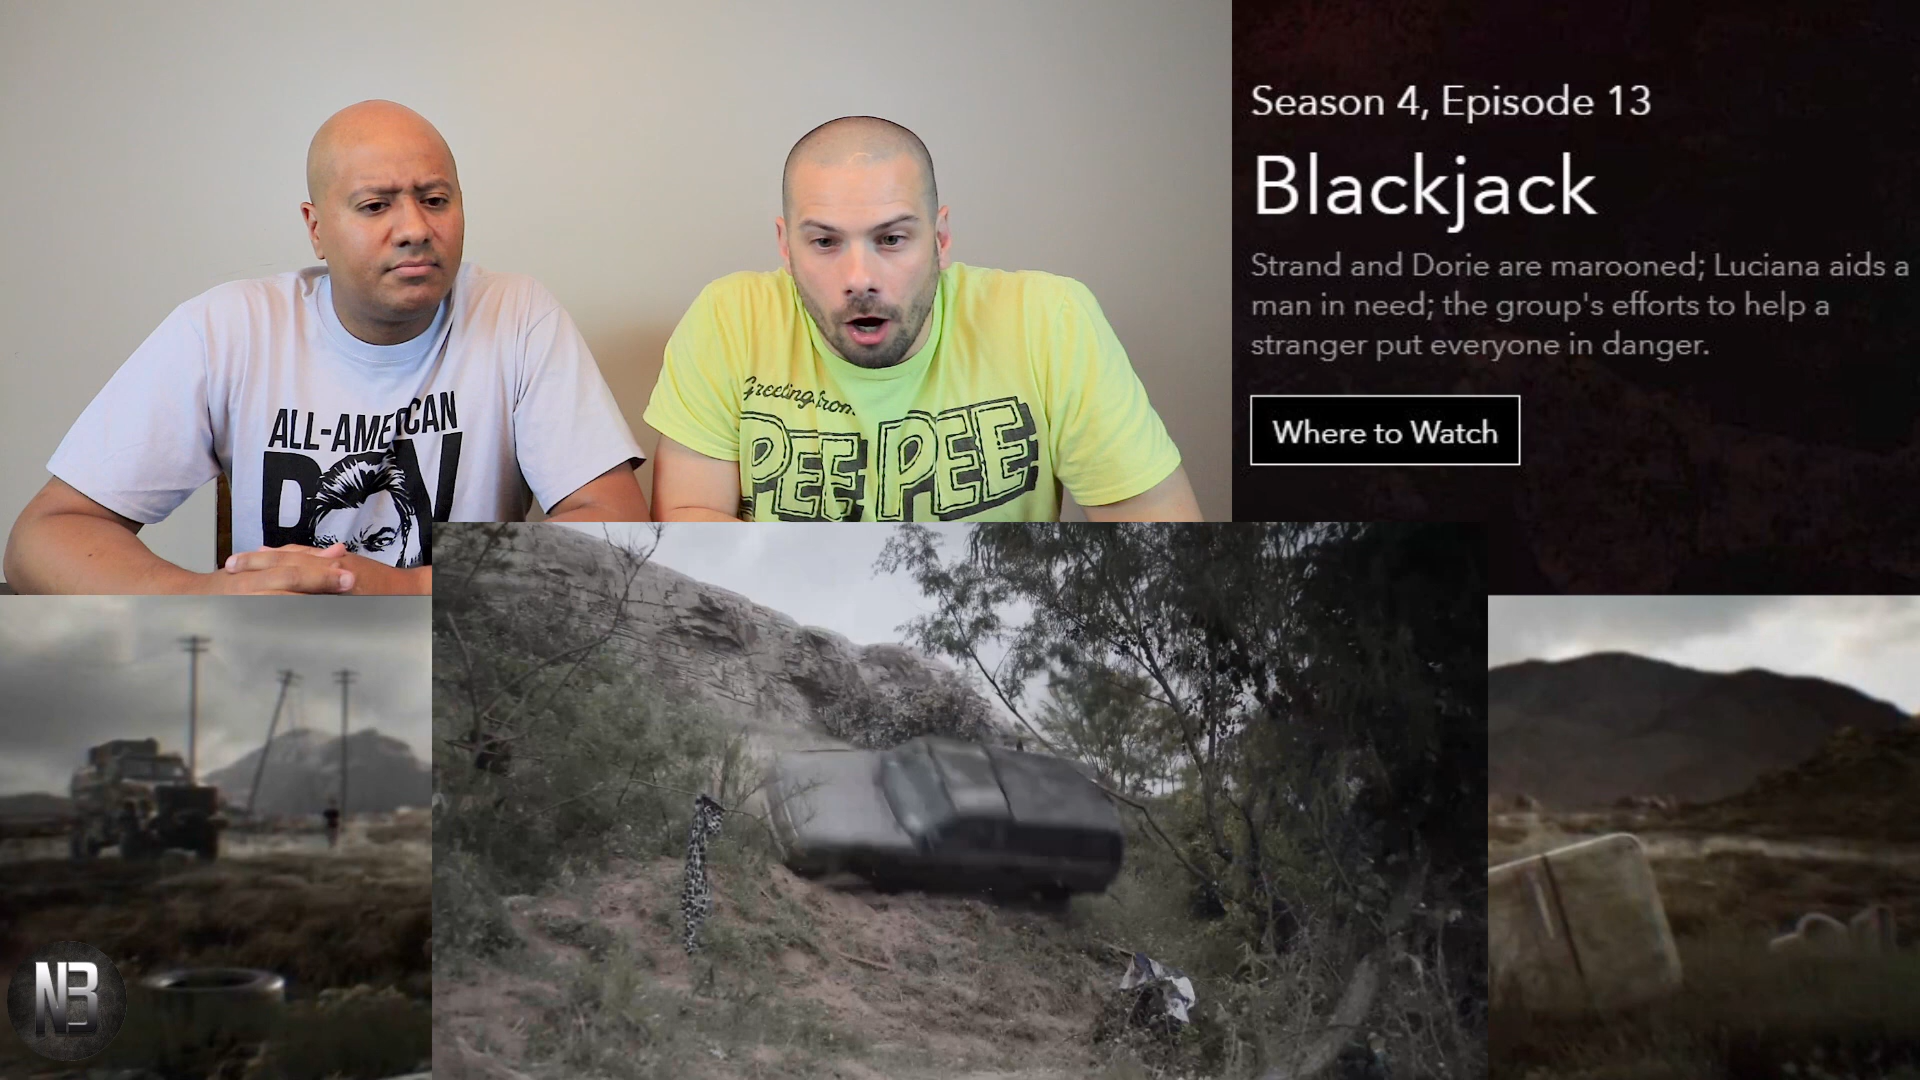 Season 4, Episode 13
Blackjack
Strand and Dorie are marooned; Luciana aids a
man in need; the group's efforts to help a
stranger put everyone in danger.
Where to Watch
ALL-AMERICAN
Greetings from
PEE PEE
NB